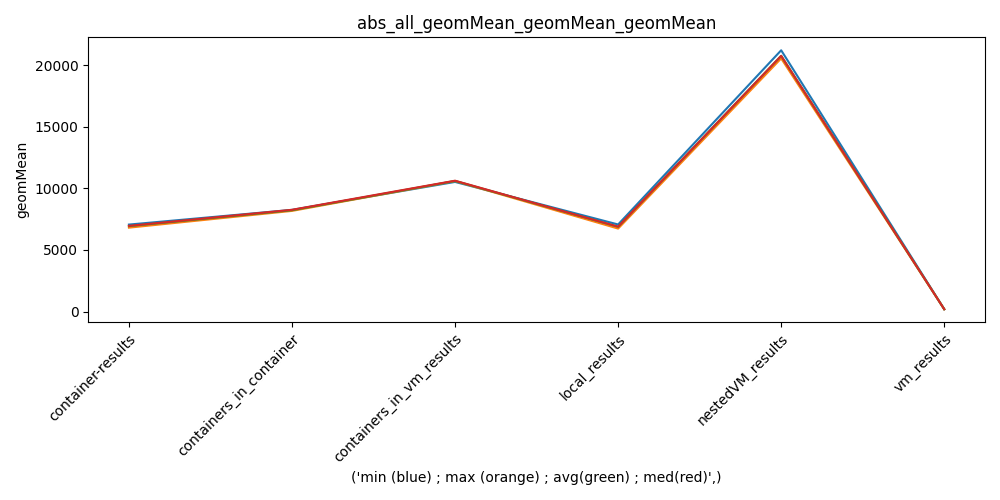 abs_all_geomMean_geomMean_geomMean
geomMean
20000
15000
10000
5000
0
container-results
containers_in_container
containers_in_vm_results
local_results
nestedVM_results
vm_results
('min (blue) ; max (orange) ; avg(green) ; med(red)',)